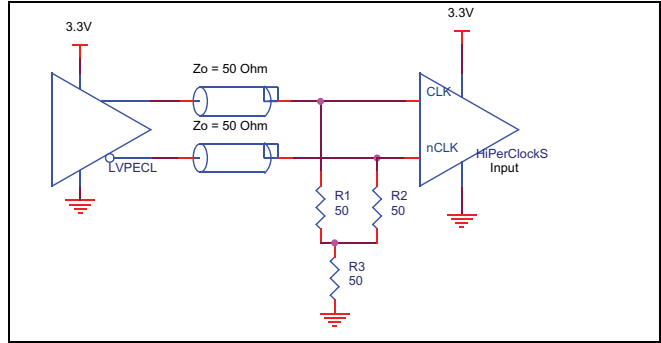 3.3V
3.3V
Zo = 50 Ohm
CLK
Zo = 50 Ohm
nCLK
LVPECL
HiPerClockS
Input
R1
50
R2
50
R3
50